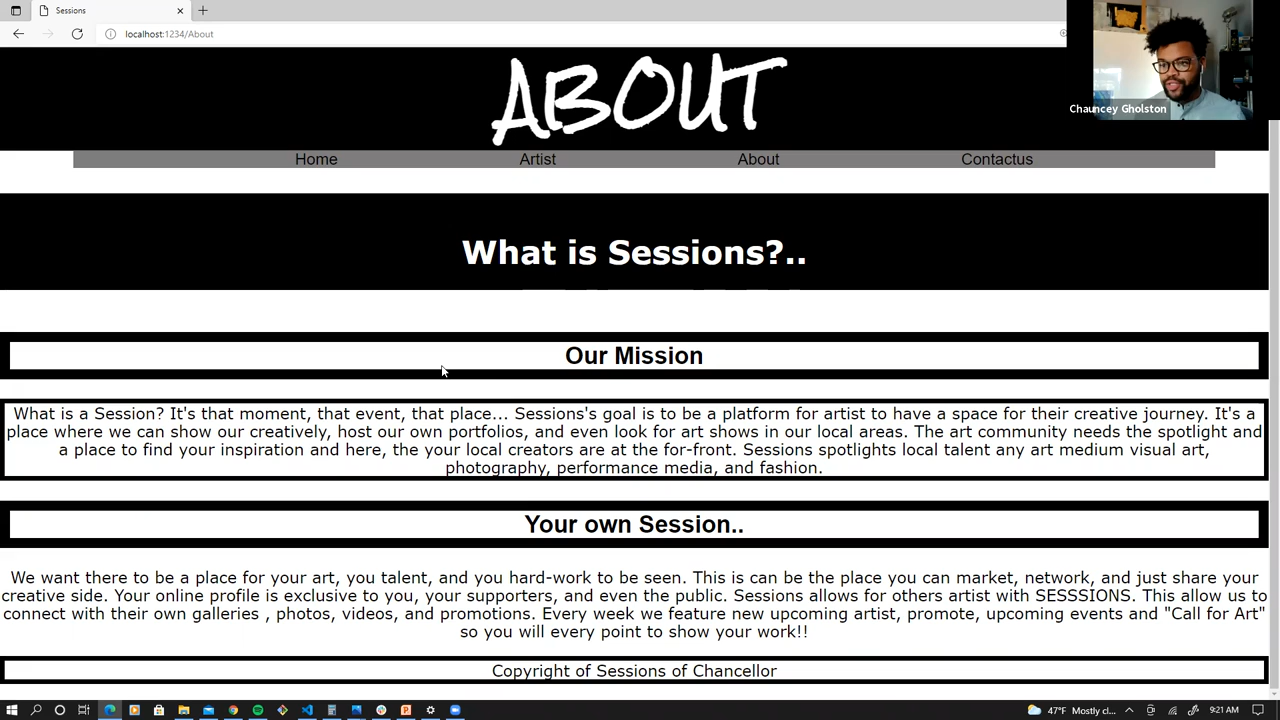 Sessions
localhost:1234/About
Chauncey Gholston
ABOUT
Home Artist About Contactus
What is Sessions?..
Our Mission
What is a Session? It's that moment, that event, that place... Sessions's goal is to be a platform for artist to have a space for their creative journey. It's a
place where we can show our creatively, host our own portfolios, and even look for art shows in our local areas. The art community needs the spotlight and
a place to find your inspiration and here, the your local creators are at the for-front. Sessions spotlights local talent any art medium visual art,
photography, performance media, and fashion.
Your own Session..
We want there to be a place for your art, you talent, and you hard-work to be seen. This is can be the place you can market, network, and just share your
creative side. Your online profile is exclusive to you, your supporters, and even the public. Sessions allows for others artist with SESSSIONS. This allow us to
connect with their own galleries , photos, videos, and promotions. Every week we feature new upcoming artist, promote, upcoming events and "Call for Art"
so you will every point to show your work!!
Copyright of Sessions of Chancellor
47°F Mostly cl... 9:21 AM